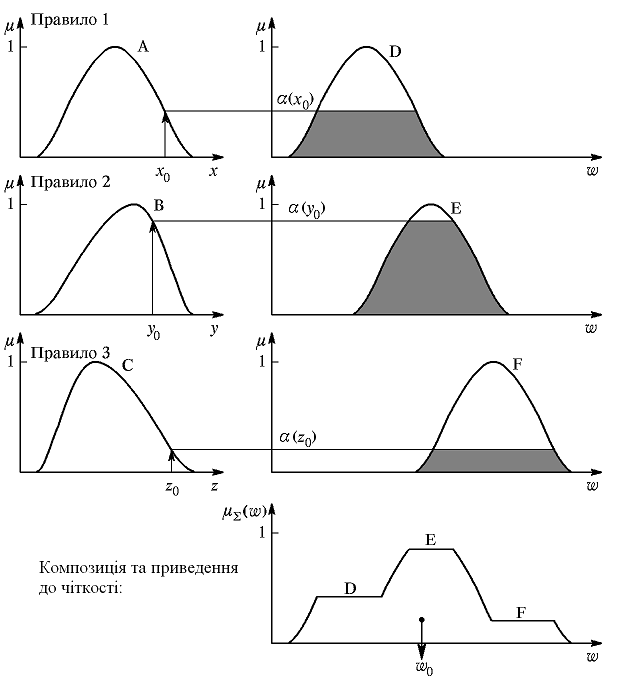 μ Правило 1
1
A
x₀
x
μ
1
D
α(x₀)
w
μ Правило 2
1
B
y₀
y
μ
1
E
α(y₀)
w
μ Правило 3
1
C
z₀
z
μ
1
F
α(z₀)
w
Композиція та приведення
до чіткості:
μΣ(w)
1
D
E
F
w₀
w